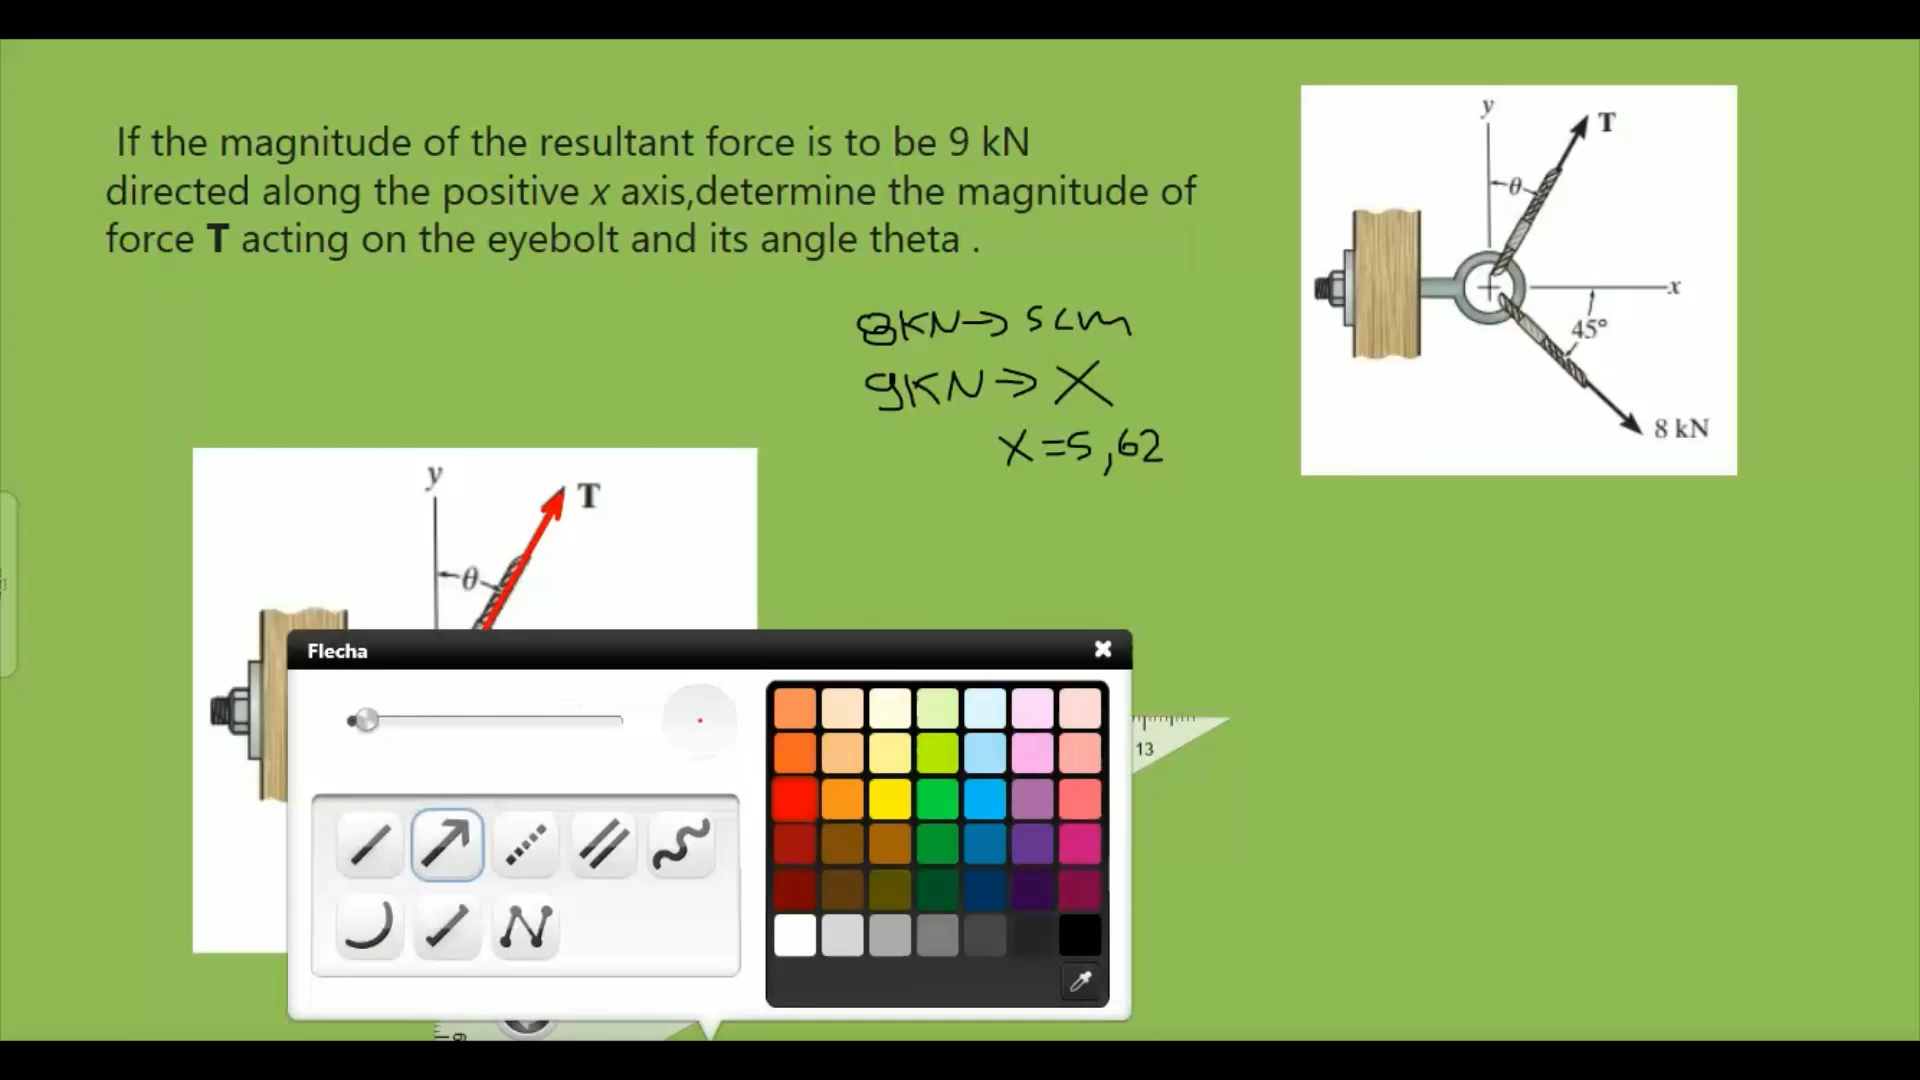 If the magnitude of the resultant force is to be 9 kN
directed along the positive x axis,determine the magnitude of
force T acting on the eyebolt and its angle theta .
y
T
θ
x
45°
8 kN
8KN→ 5cm
9KN→ X
X=5,62
y
T
θ
Flecha
13